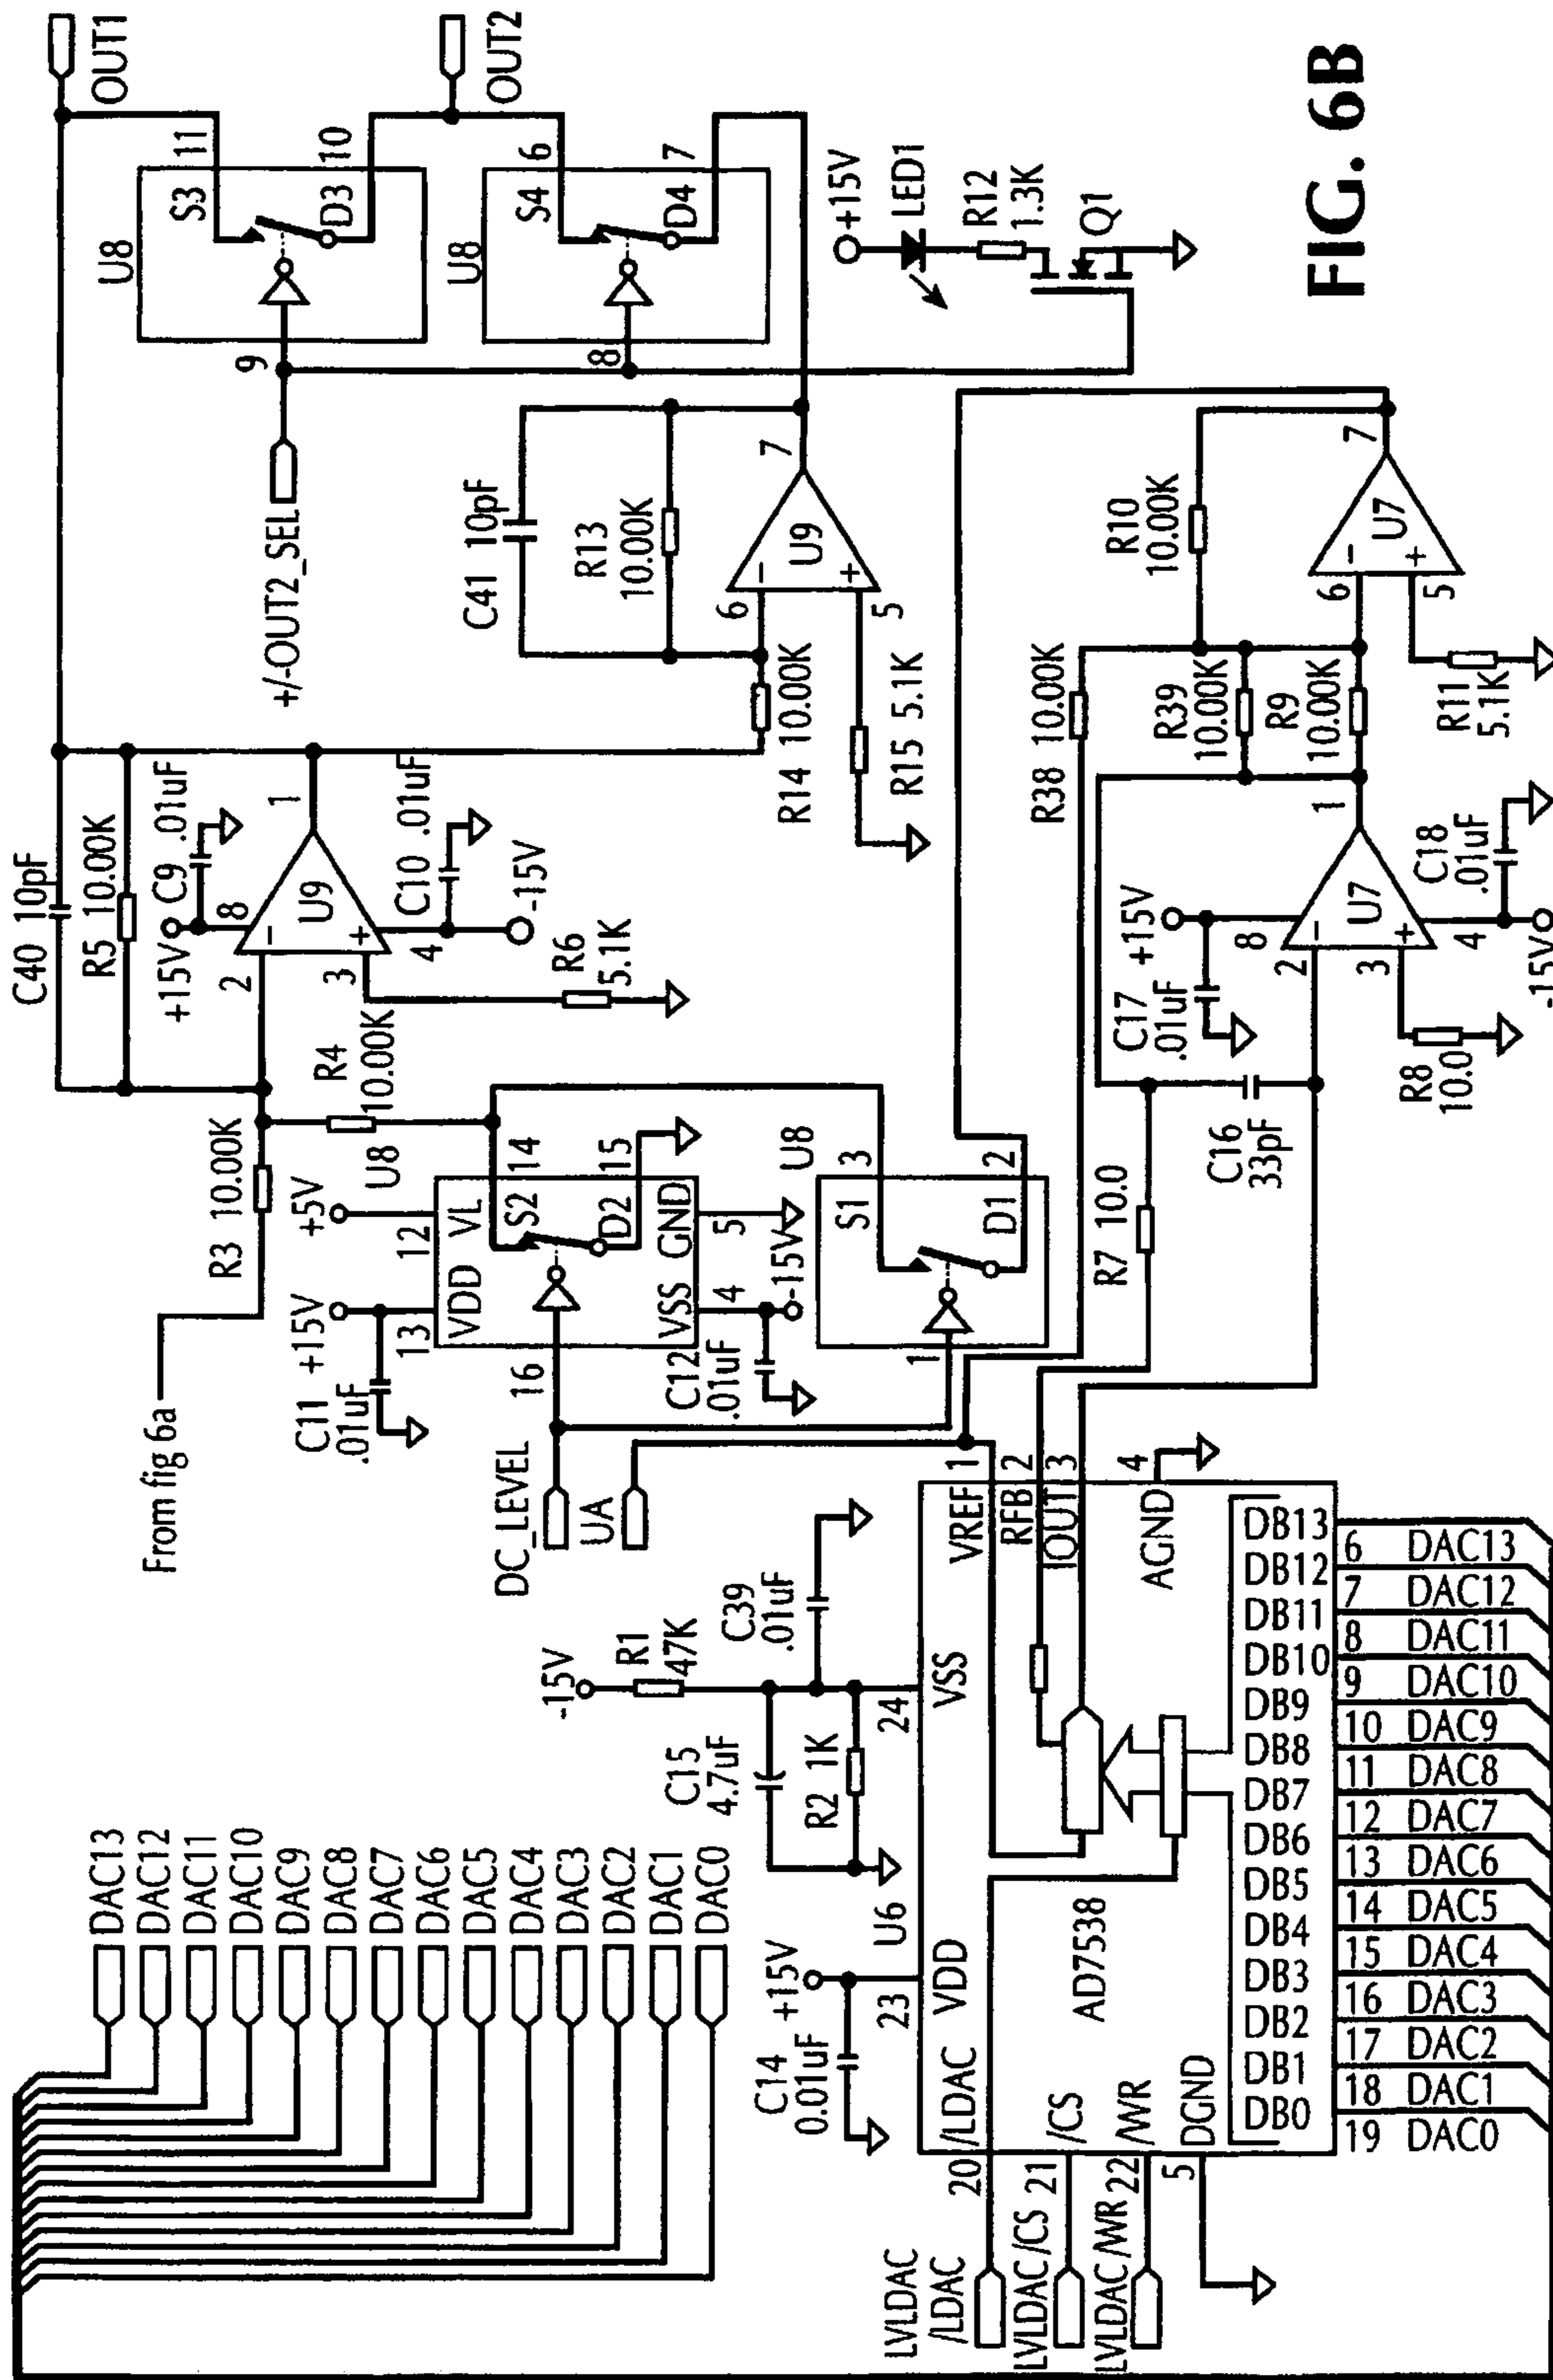 DAC13
DAC12
DAC11
DAC10
DAC9
DAC8
DAC7
DAC6
DAC5
DAC4
DAC3
DAC2
DAC1
DAC0
From fig 6a
R3 10.00K
C40 10pF
R5 10.00K
+15V
C9 .01uF
8
2
3
4
1
U9
C10 .01uF
-15V
R6
5.1K
R4
10.00K
C11
.01uF
+15V
+5V
U8
13
12
VDD
VL
S2
14
D2
15
16
VSS
GND
4
5
C12
.01uF
-15V
U8
S1
3
D1
2
1
DC_LEVEL
UA
+/-OUT2_SEL
OUT1
U8
S3
11
D3
10
9
OUT2
U8
S4
6
D4
7
8
C41 10pF
R13
10.00K
6
5
7
U9
R14 10.00K
R15 5.1K
+15V
LED1
R12
1.3K
Q1
-15V
R1
47K
C15
4.7uF
R2 1K
C39
.01uF
C14
0.01uF
+15V
U6
23
VDD
24
VSS
VREF
1
RFB
2
IOUT
3
AGND
4
AD7538
LVLDAC
/LDAC
20
/LDAC
LVLDAC/CS
21
/CS
LVLDAC/WR
22
/WR
5
DGND
DB0
DB1
DB2
DB3
DB4
DB5
DB6
DB7
DB8
DB9
DB10
DB11
DB12
DB13
19 DAC0
18 DAC1
17 DAC2
16 DAC3
15 DAC4
14 DAC5
13 DAC6
12 DAC7
11 DAC8
10 DAC9
9 DAC10
8 DAC11
7 DAC12
6 DAC13
R7 10.0
C16
33pF
C17
.01uF
+15V
8
2
3
4
1
U7
R8
10.0
C18
.01uF
-15V
R38 10.00K
R39
10.00K
R9
10.00K
R10
10.00K
6
5
7
U7
R11
5.1K
FIG. 6B